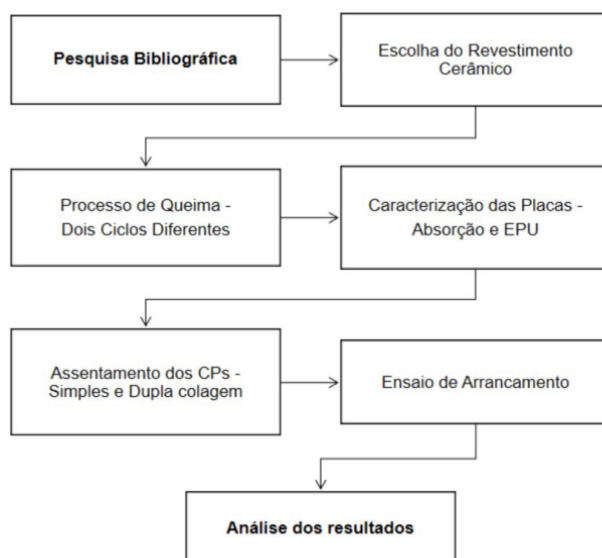 Pesquisa Bibliográfica
Escolha do Revestimento
Cerâmico
Processo de Queima -
Dois Ciclos Diferentes
Caracterização das Placas -
Absorção e EPU
Assentamento dos CPs -
Simples e Dupla colagem
Ensaio de Arrancamento
Análise dos resultados